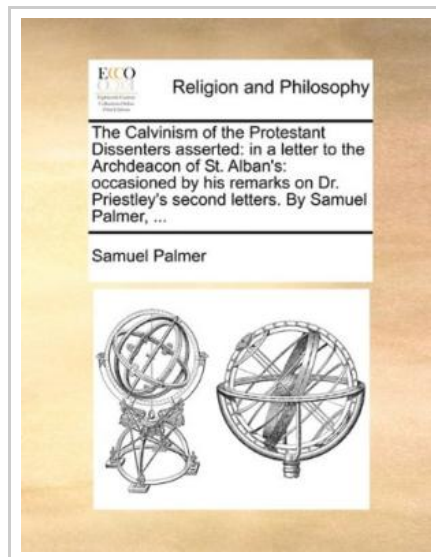 ECCO
Religion and Philosophy
The Calvinism of the Protestant
Dissenters asserted: in a letter to the
Archdeacon of St. Alban's:
occasioned by his remarks on Dr.
Priestley's second letters. By Samuel
Palmer, ...
Samuel Palmer